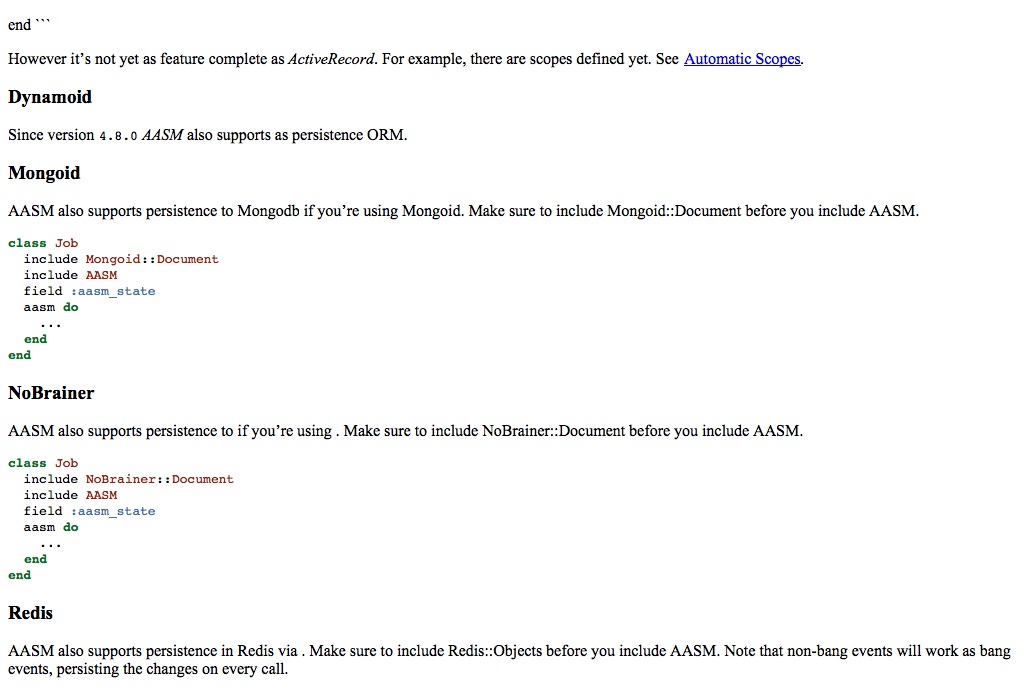 end ```
However it’s not yet as feature complete as ActiveRecord. For example, there are scopes defined yet. See Automatic Scopes.
Dynamoid
Since version 4.8.0 AASM also supports as persistence ORM.
Mongoid
AASM also supports persistence to Mongodb if you’re using Mongoid. Make sure to include Mongoid::Document before you include AASM.
class Job
  include Mongoid::Document
  include AASM
  field :aasm_state
  aasm do
    ...
  end
end
NoBrainer
AASM also supports persistence to if you’re using . Make sure to include NoBrainer::Document before you include AASM.
class Job
  include NoBrainer::Document
  include AASM
  field :aasm_state
  aasm do
    ...
  end
end
Redis
AASM also supports persistence in Redis via . Make sure to include Redis::Objects before you include AASM. Note that non-bang events will work as bang
events, persisting the changes on every call.